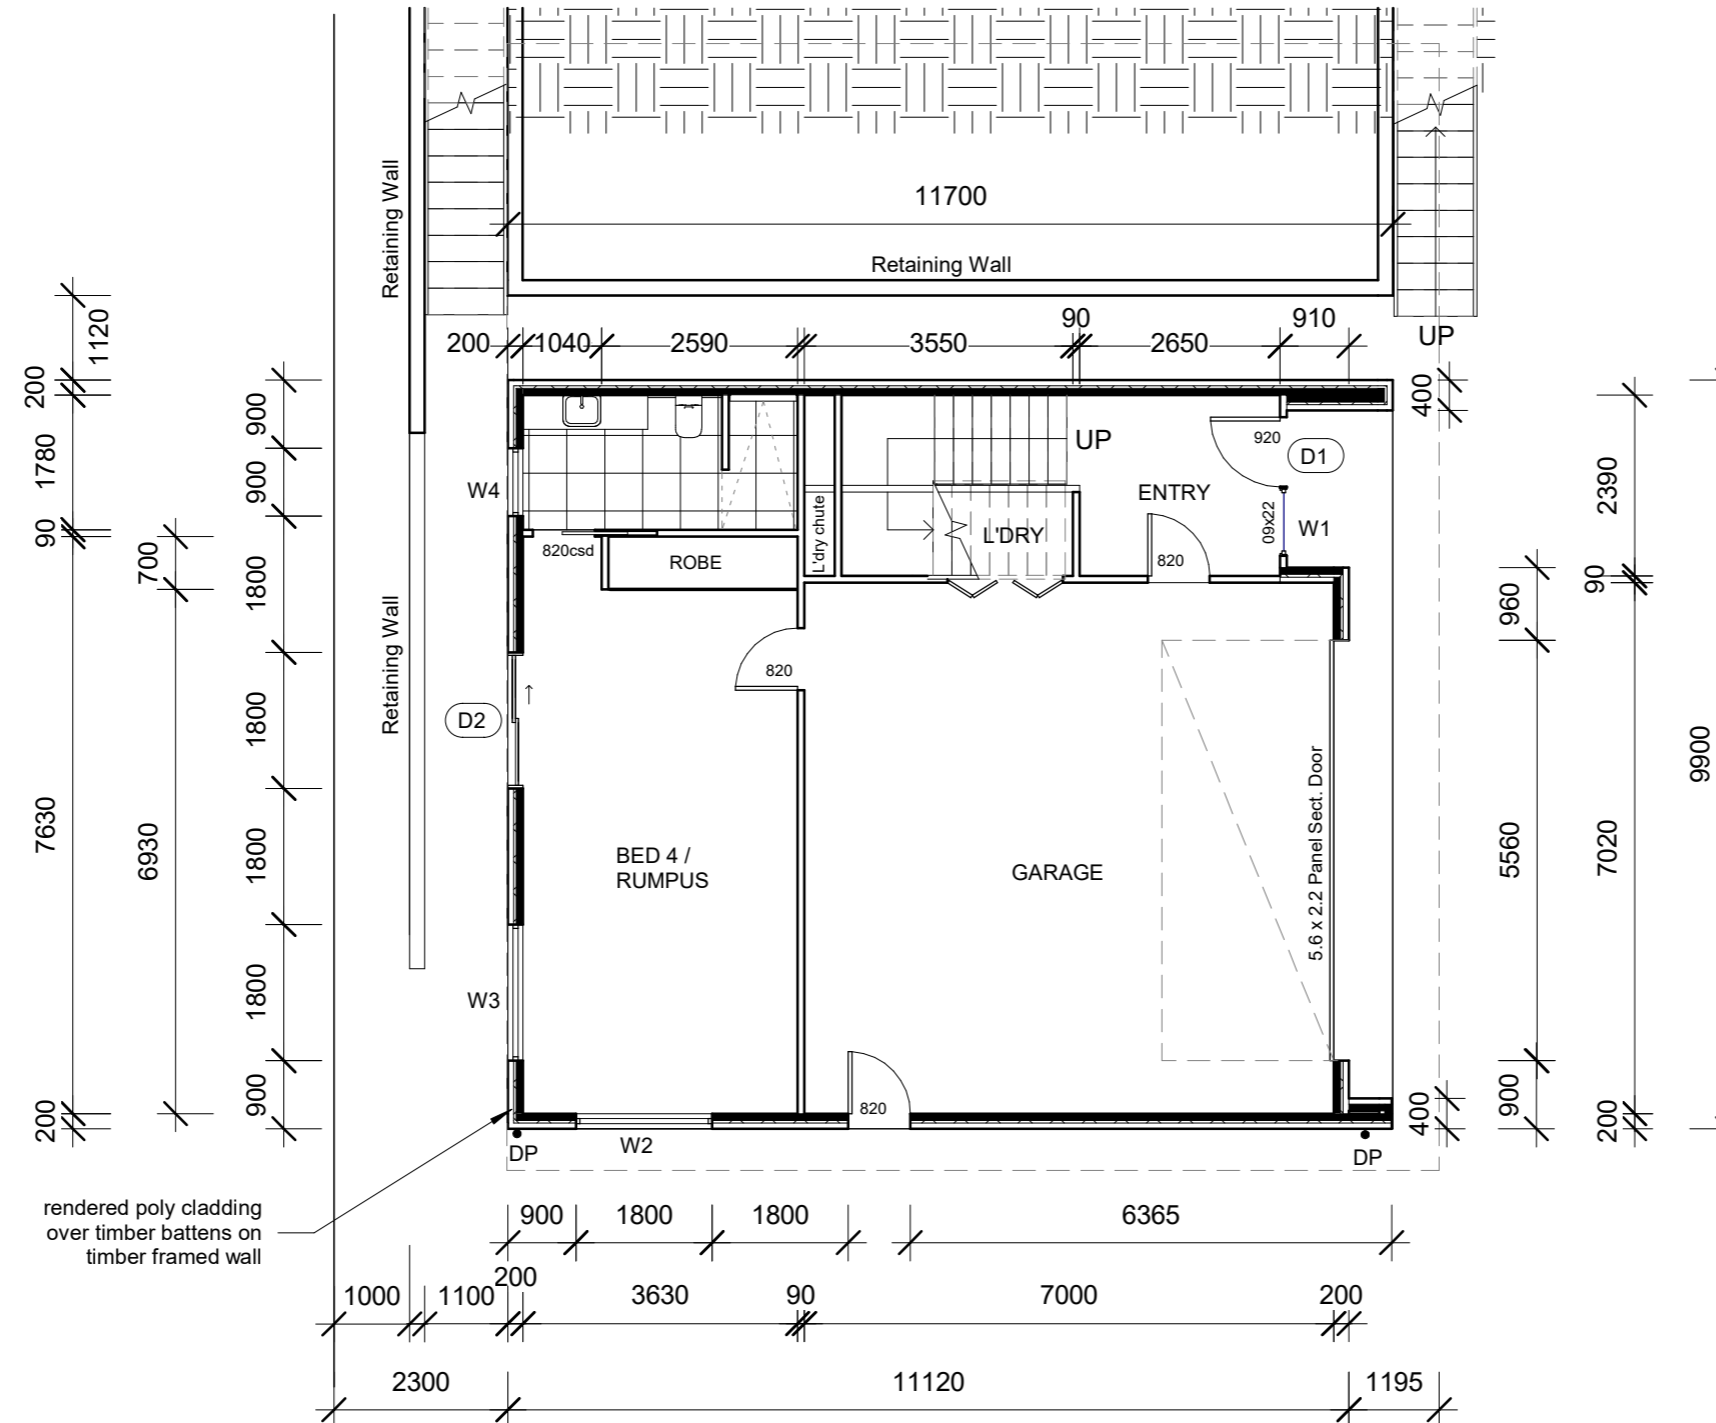 11700
Retaining Wall
Retaining Wall
UP
1120
200
1780
90
7630
200
700
6930
900
900
1800
1800
1800
1800
900
200
1040
2590
3550
90
2650
910
400
2390
90
7020
200
960
5560
900
400
9900
W4
820csd
ROBE
L'dry chute
UP
L'DRY
ENTRY
920
D1
09x22
W1
820
Retaining Wall
D2
820
BED 4 /
RUMPUS
GARAGE
5.6 x 2.2 Panel Sect. Door
W3
820
DP
W2
DP
rendered poly cladding
over timber battens on
timber framed wall
900
1800
1800
6365
1000
1100
200
3630
90
7000
200
2300
11120
1195